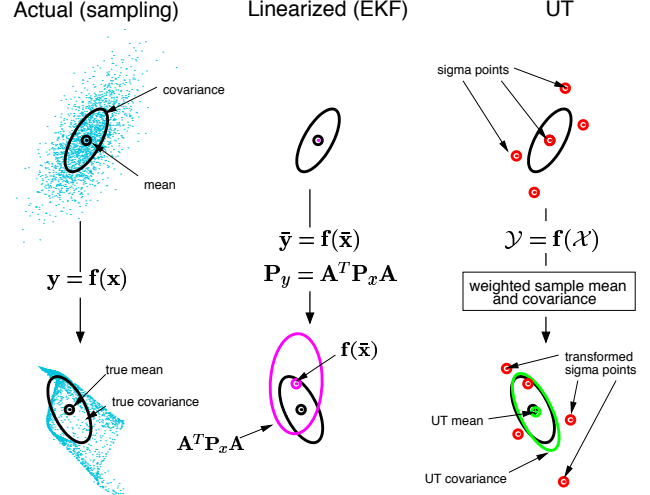 Actual (sampling)
Linearized (EKF)
UT
covariance
mean
sigma points
y = f(x)
ȳ = f(x̄)
P_y = A^T P_x A
𝒴 = f(𝒳)
weighted sample mean
and covariance
true mean
true covariance
f(x̄)
A^T P_x A
transformed
sigma points
UT mean
UT covariance